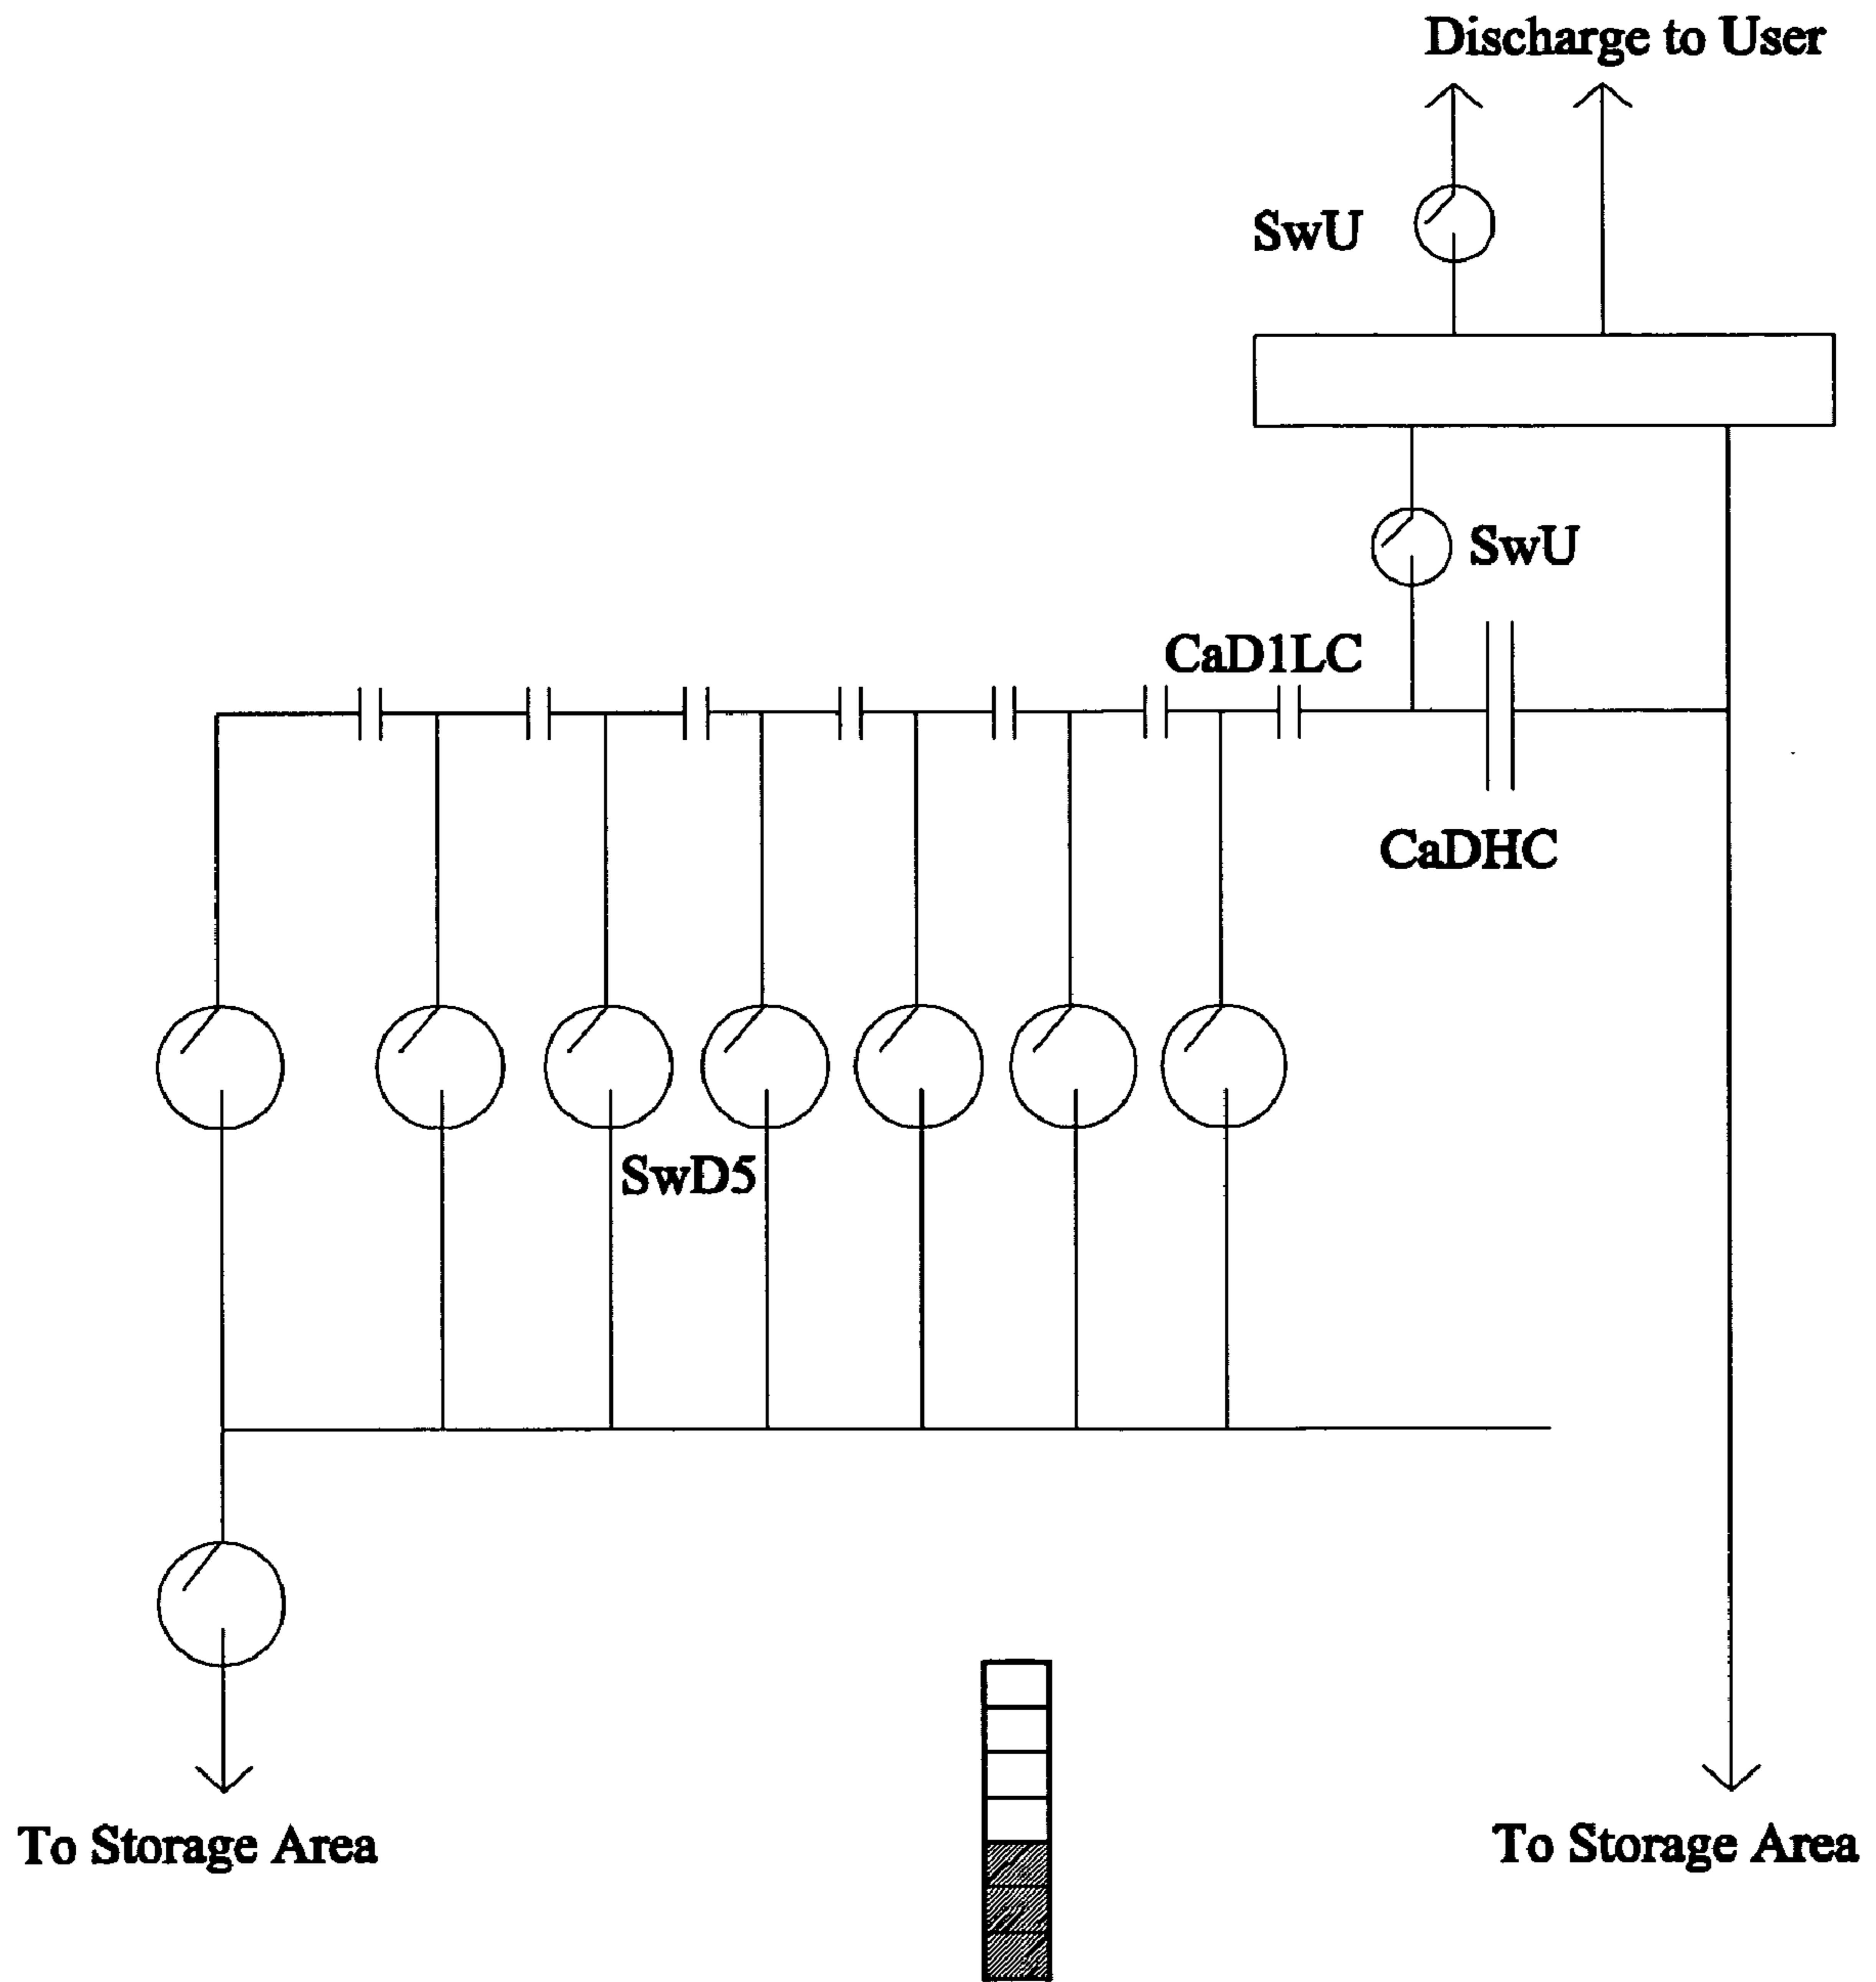 Discharge to User
SwU
SwU
CaD1LC
CaDHC
SwD5
To Storage Area
To Storage Area